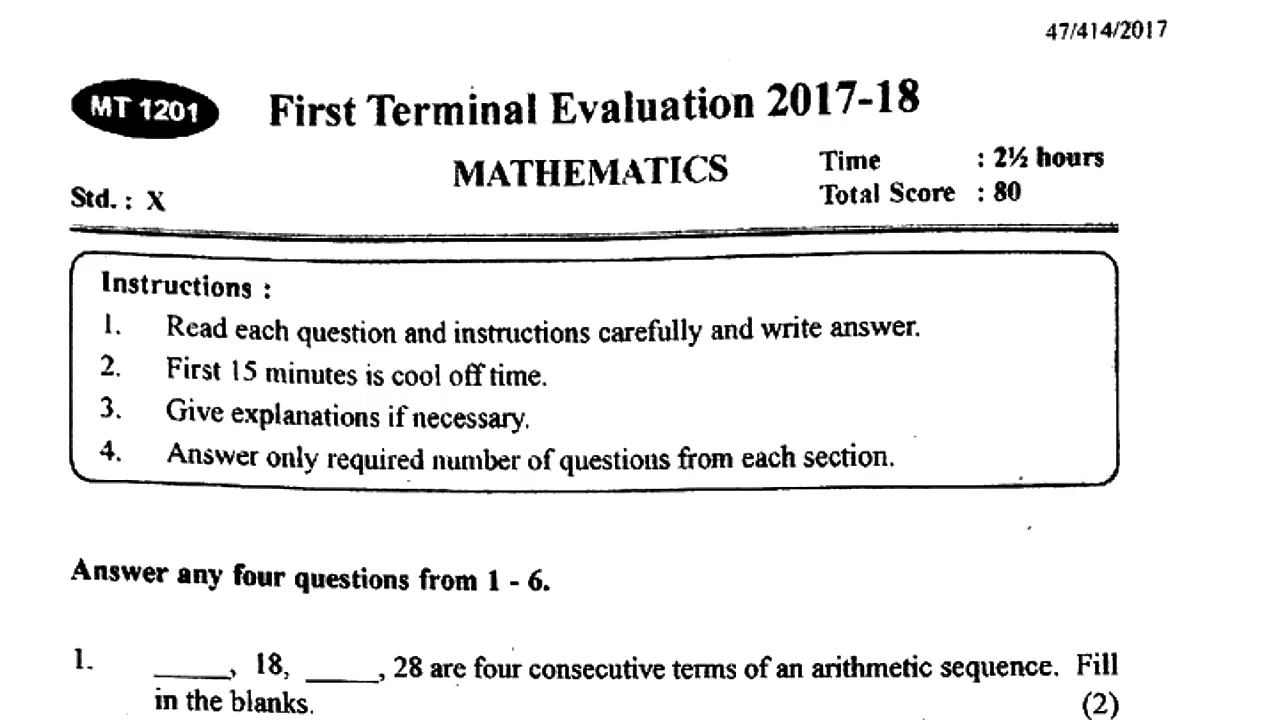 47/414/2017
MT 1201 First Terminal Evaluation 2017-18
MATHEMATICS
Time : 2½ hours
Std. : X
Total Score : 80
Instructions :
1. Read each question and instructions carefully and write answer.
2. First 15 minutes is cool off time.
3. Give explanations if necessary.
4. Answer only required number of questions from each section.
Answer any four questions from 1 - 6.
1. _____, 18, _____, 28 are four consecutive terms of an arithmetic sequence. Fill
in the blanks. (2)